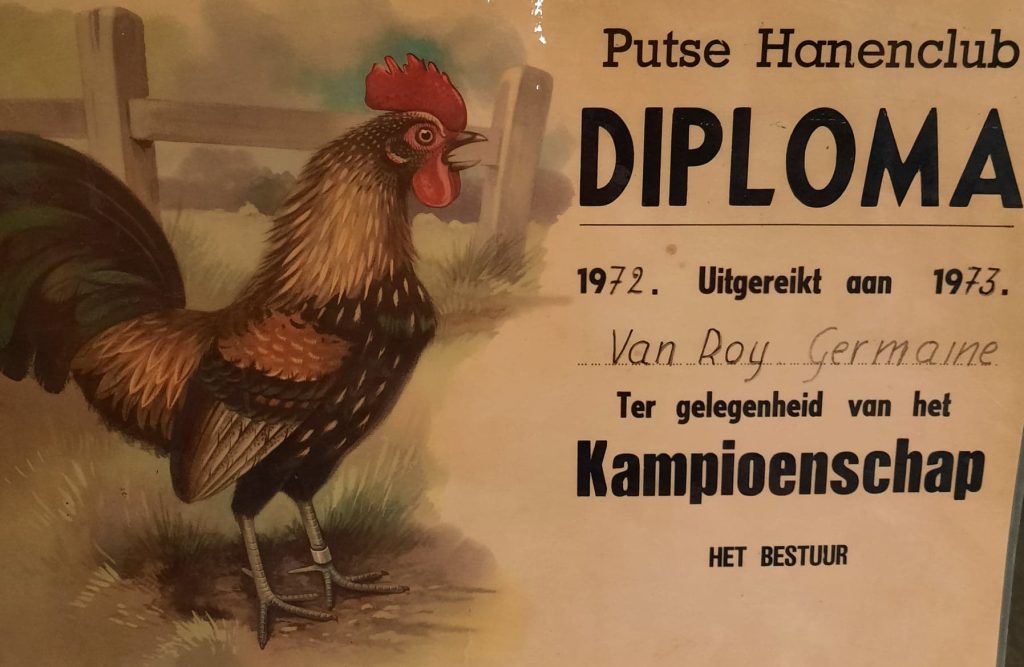 Putse Hanenclub
DIPLOMA
1972. Uitgereikt aan 1973.
Van Roy Germaine
Ter gelegenheid van het
Kampioenschap
HET BESTUUR